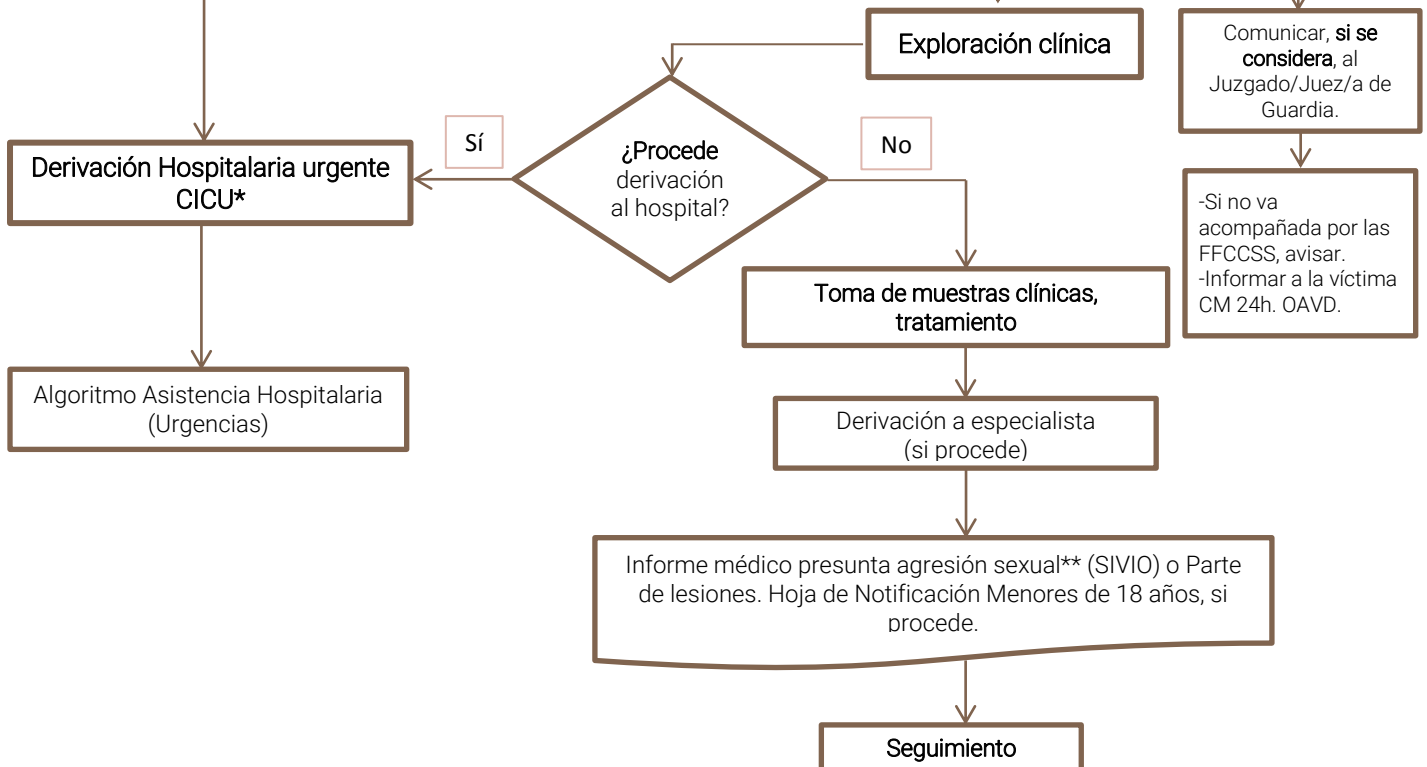 Exploración clínica
Comunicar, si se
considera, al
Juzgado/Juez/a de
Guardia.
Sí
¿Procede
derivación
al hospital?
No
Derivación Hospitalaria urgente
CICU*
-Si no va
acompañada por las
FFCCSS, avisar.
-Informar a la víctima
CM 24h. OAVD.
Toma de muestras clínicas,
tratamiento
Algoritmo Asistencia Hospitalaria
(Urgencias)
Derivación a especialista
(si procede)
Informe médico presunta agresión sexual** (SIVIO) o Parte
de lesiones. Hoja de Notificación Menores de 18 años, si
procede.
Seguimiento